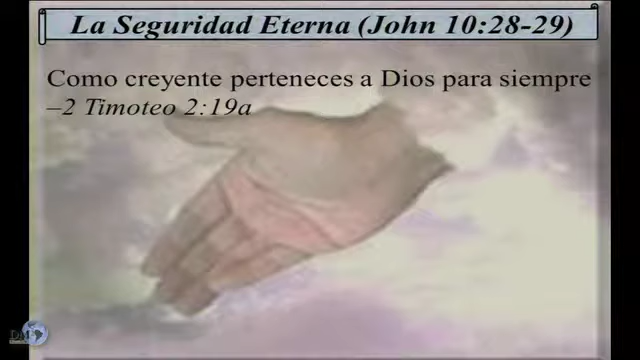 La Seguridad Eterna (John 10:28-29)
Como creyente perteneces a Dios para siempre
–2 Timoteo 2:19a